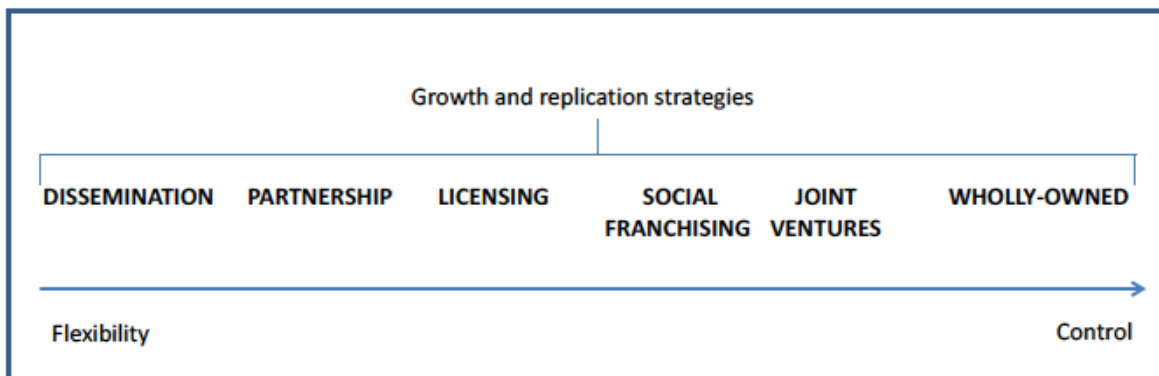 Growth and replication strategies
DISSEMINATION PARTNERSHIP LICENSING SOCIAL JOINT WHOLLY-OWNED
FRANCHISING VENTURES
Flexibility Control